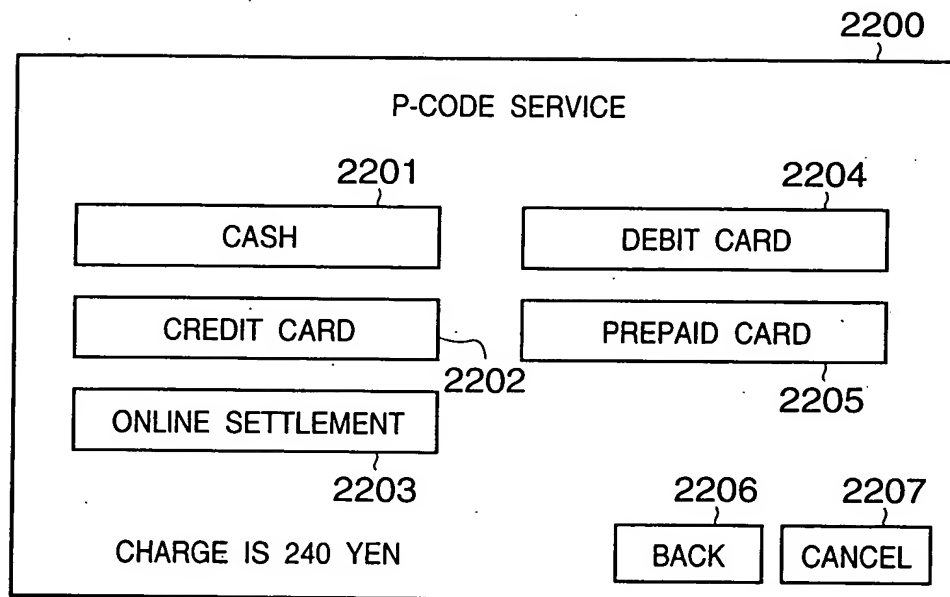 2200
P-CODE SERVICE
2201
2204
CASH
DEBIT CARD
CREDIT CARD
PREPAID CARD
2202
2205
ONLINE SETTLEMENT
2203
2206
2207
CHARGE IS 240 YEN
BACK
CANCEL